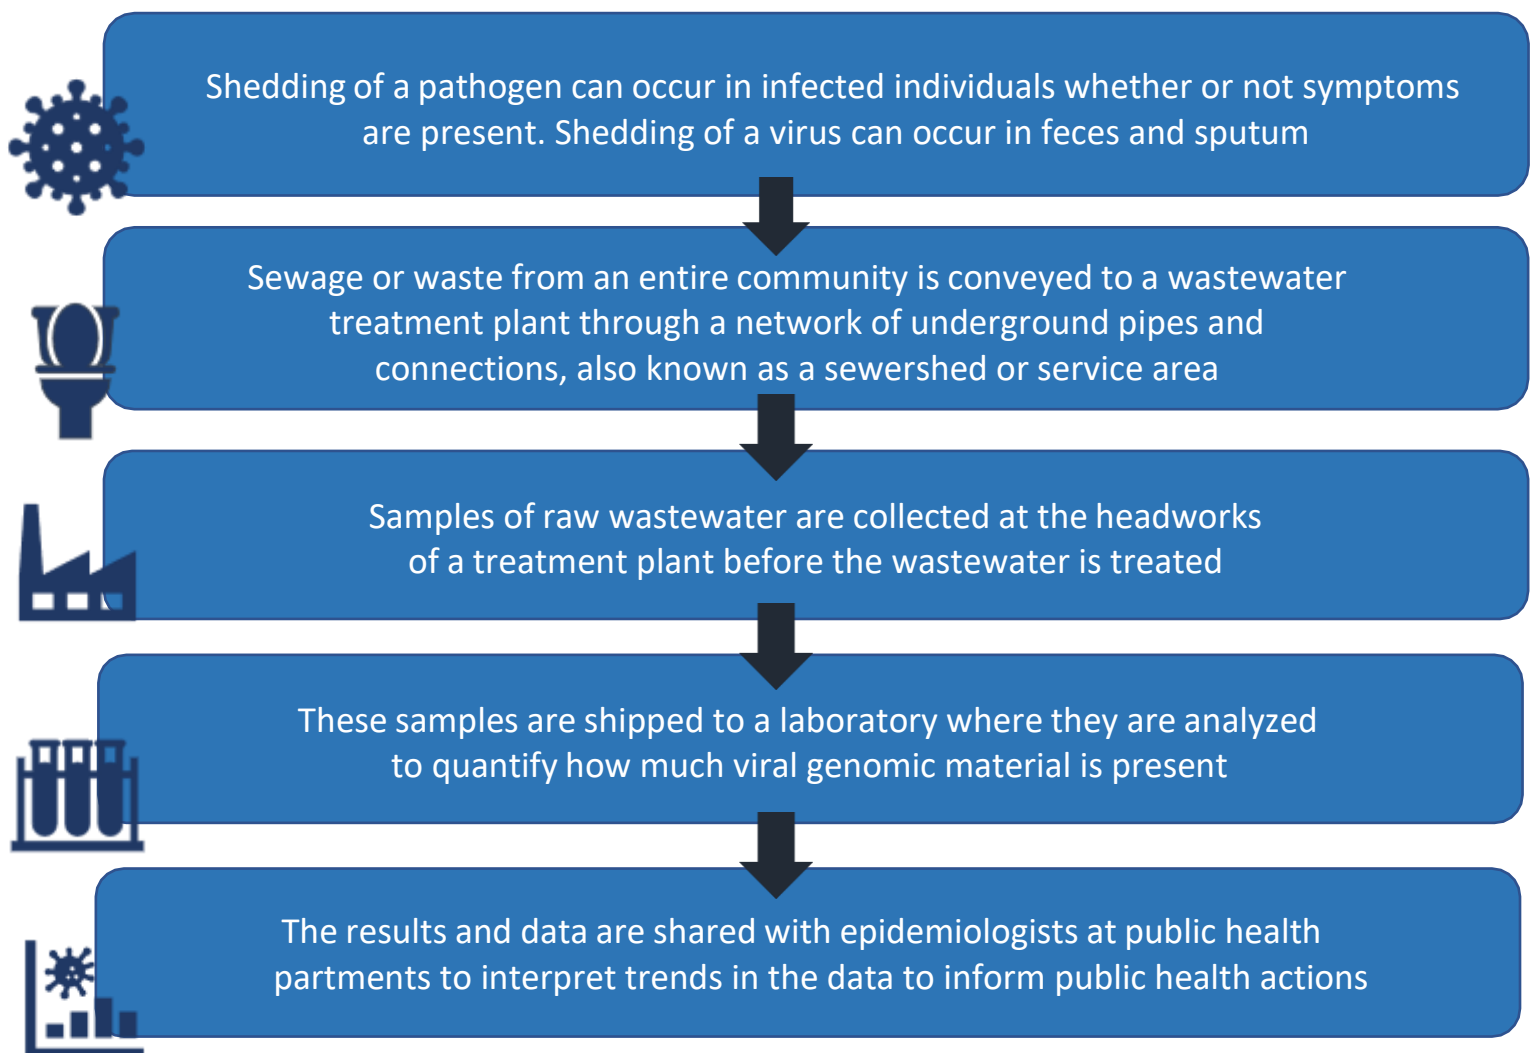 Shedding of a pathogen can occur in infected individuals whether or not symptoms
are present. Shedding of a virus can occur in feces and sputum
Sewage or waste from an entire community is conveyed to a wastewater
treatment plant through a network of underground pipes and
connections, also known as a sewershed or service area
Samples of raw wastewater are collected at the headworks
of a treatment plant before the wastewater is treated
These samples are shipped to a laboratory where they are analyzed
to quantify how much viral genomic material is present
The results and data are shared with epidemiologists at public health
partments to interpret trends in the data to inform public health actions